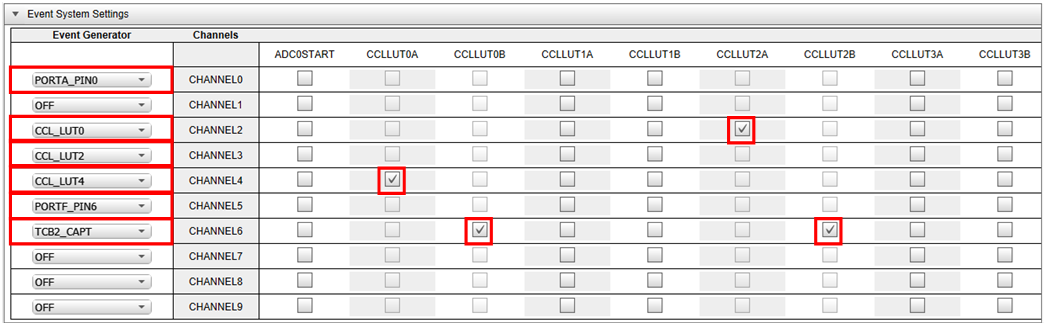 Event System Settings
Event Generator Channels
ADC0START CCLLUT0A CCLLUT0B CCLLUT1A CCLLUT1B CCLLUT2A CCLLUT2B CCLLUT3A CCLLUT3B
PORTA_PIN0 CHANNEL0
OFF CHANNEL1
CCL_LUT0 CHANNEL2
CCL_LUT2 CHANNEL3
CCL_LUT4 CHANNEL4
PORTF_PIN6 CHANNEL5
TCB2_CAPT CHANNEL6
OFF CHANNEL7
OFF CHANNEL8
OFF CHANNEL9